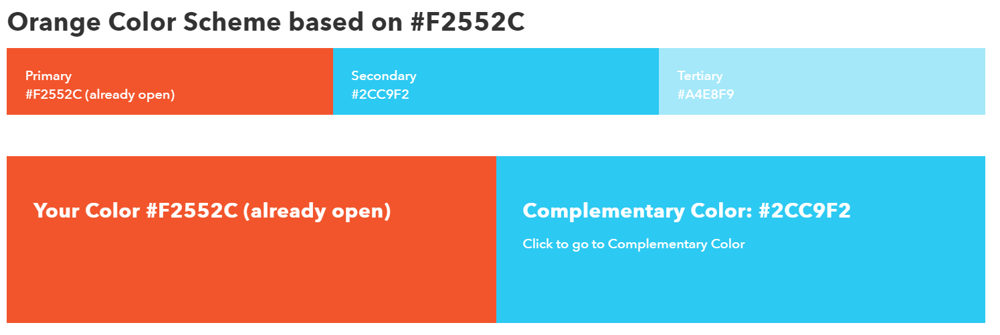 Orange Color Scheme based on #F2552C
Primary
#F2552C (already open)
Secondary
#2CC9F2
Tertiary
#A4E8F9
Your Color #F2552C (already open)
Complementary Color: #2CC9F2
Click to go to Complementary Color